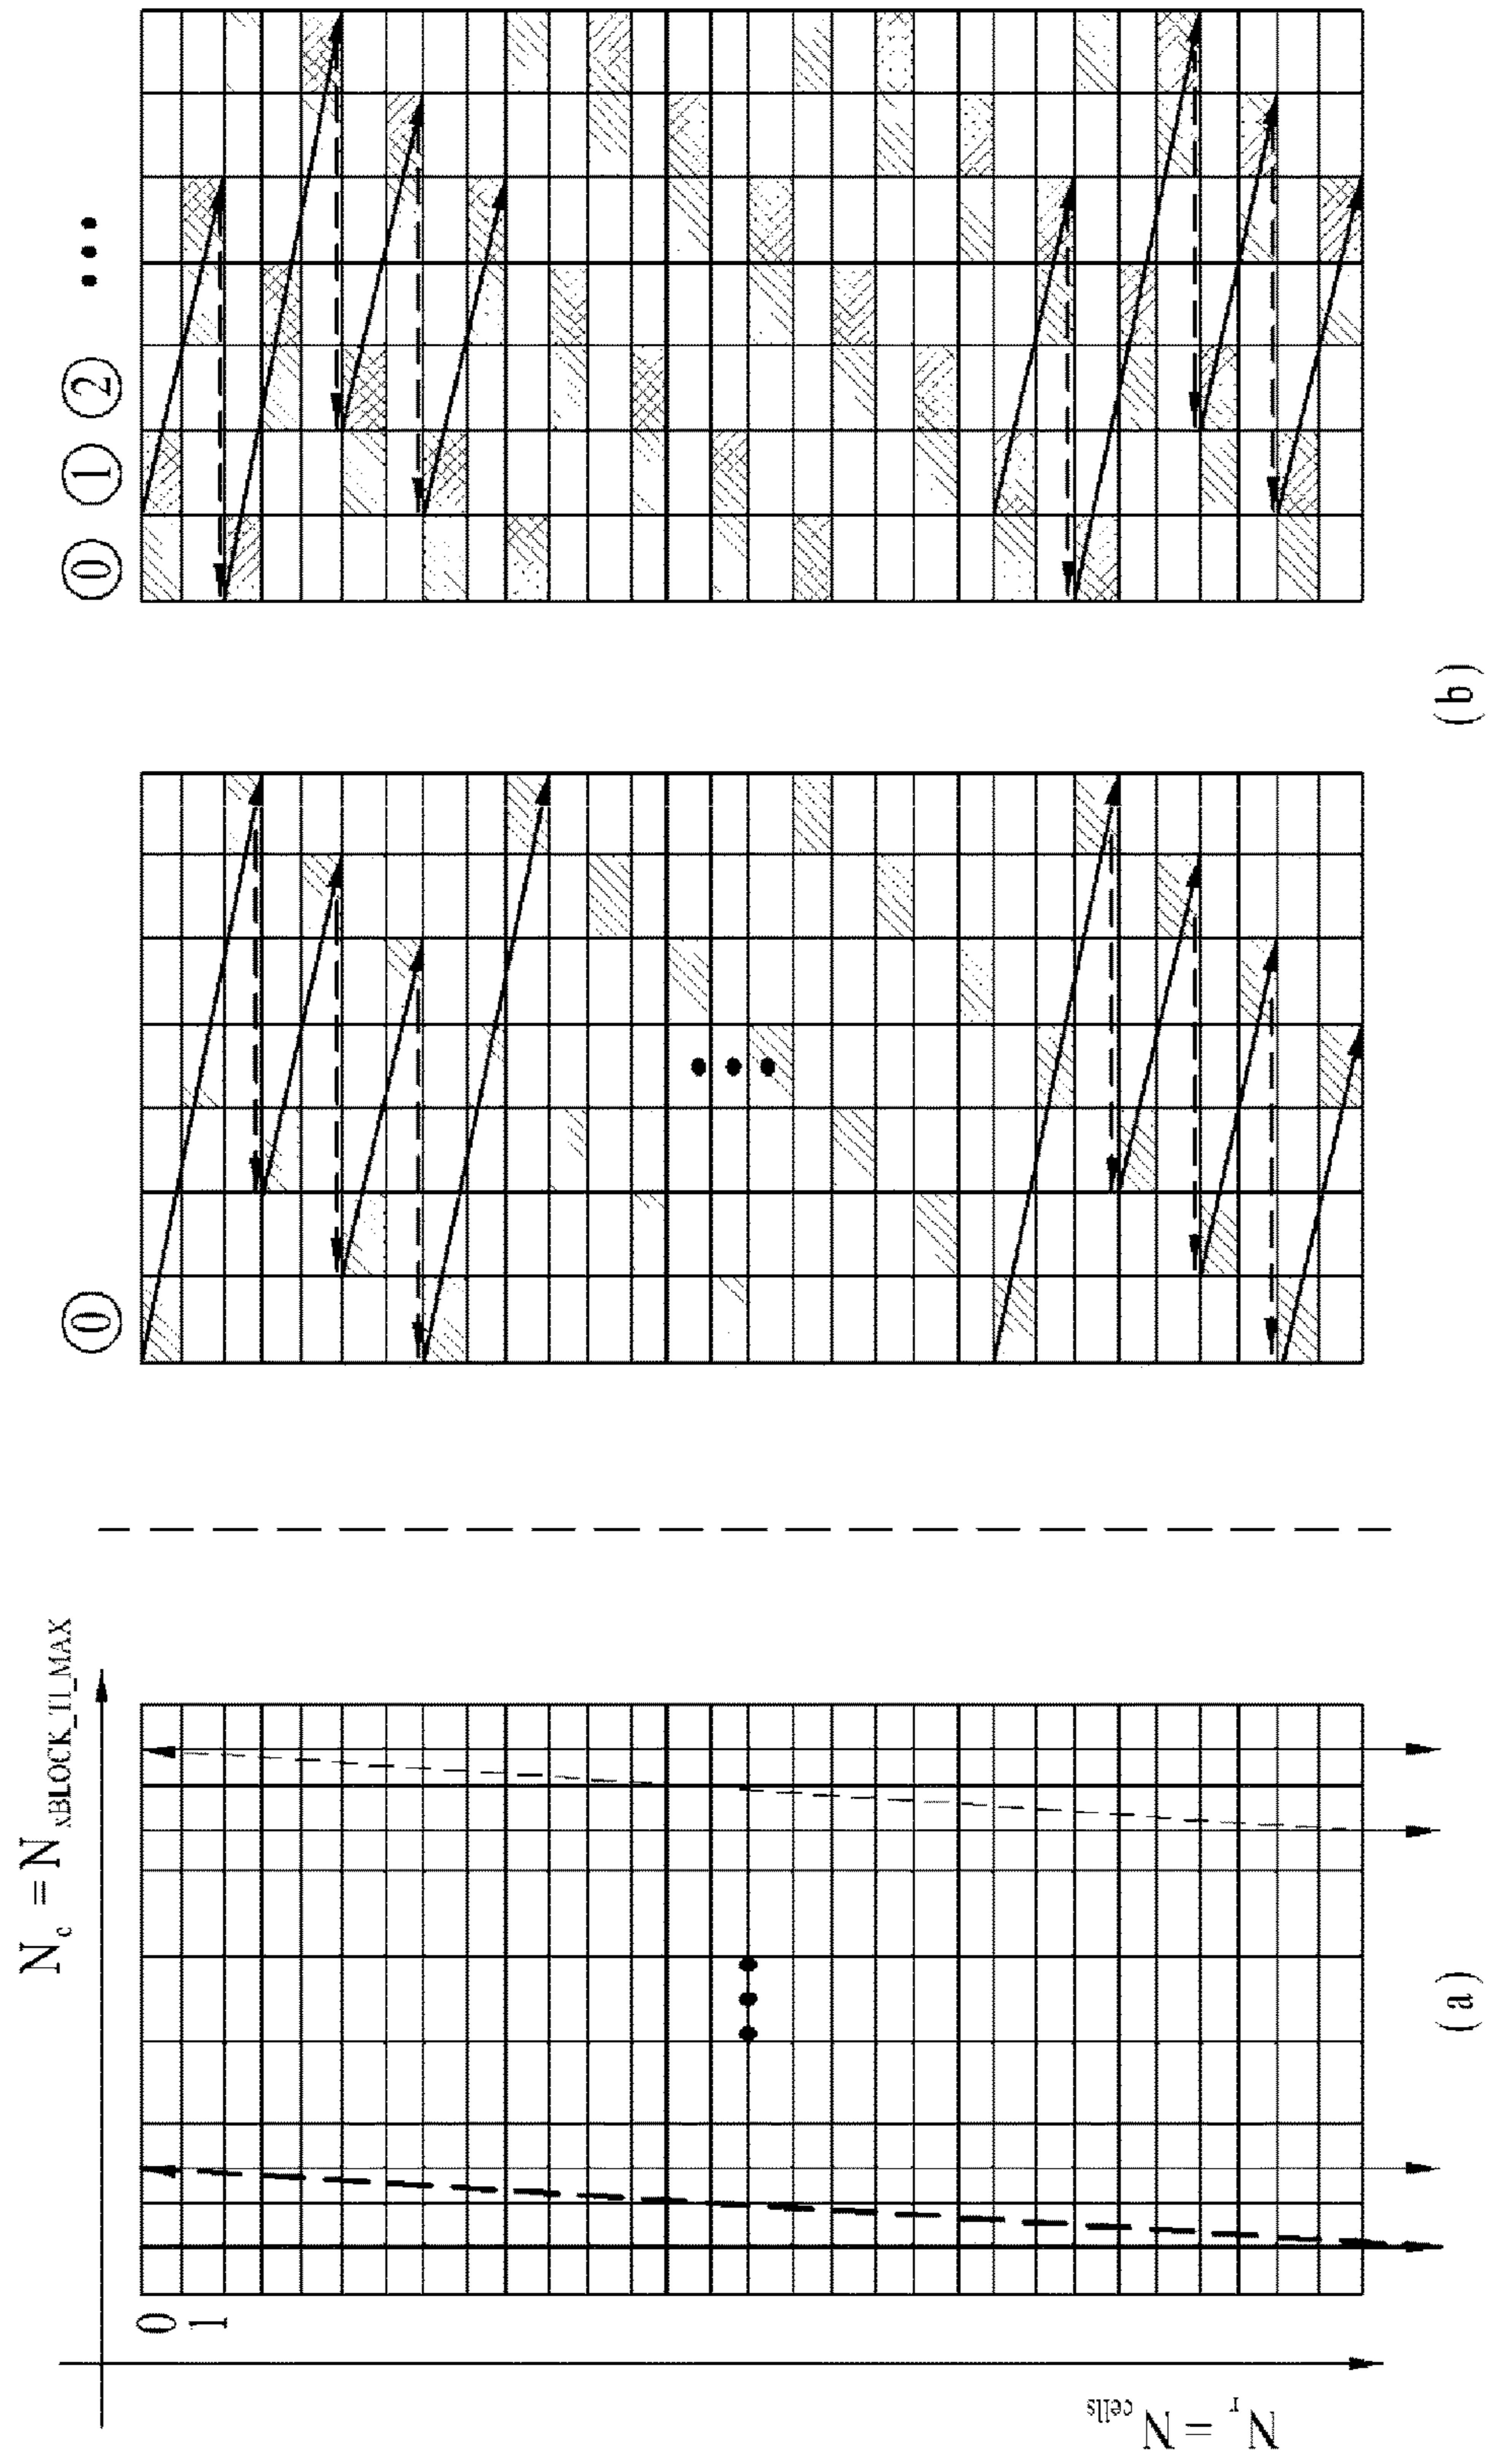 N_c = N_xBLOCK_TI_MAX
0
1
N_r = N_cells
(a)
⓪
⓪ ① ② •••
(b)